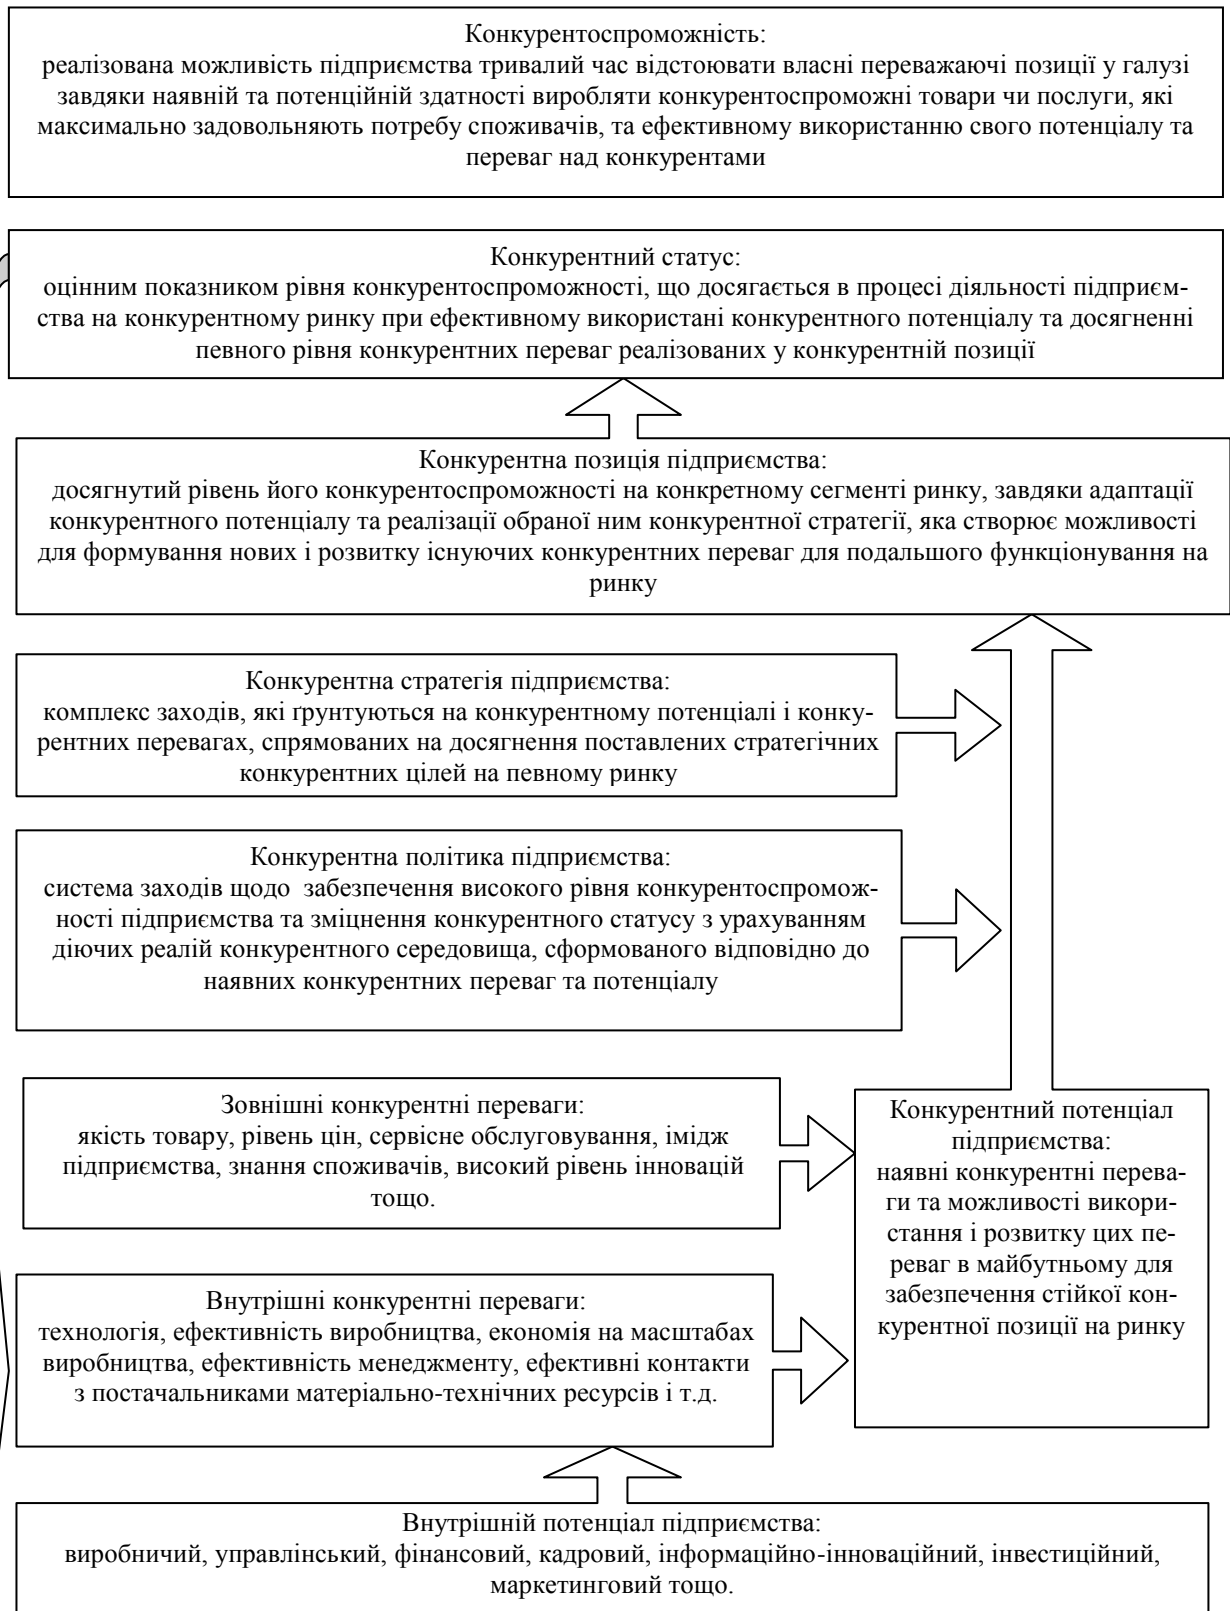 Конкурентоспроможність:
реалізована можливість підприємства тривалий час відстоювати власні переважаючі позиції у галузі
завдяки наявній та потенційній здатності виробляти конкурентоспроможні товари чи послуги, які
максимально задовольняють потребу споживачів, та ефективному використанню свого потенціалу та
переваг над конкурентами
Конкурентний статус:
оцінним показником рівня конкурентоспроможності, що досягається в процесі діяльності підприєм-
ства на конкурентному ринку при ефективному використані конкурентного потенціалу та досягненні
певного рівня конкурентних переваг реалізованих у конкурентній позиції
Конкурентна позиція підприємства:
досягнутий рівень його конкурентоспроможності на конкретному сегменті ринку, завдяки адаптації
конкурентного потенціалу та реалізації обраної ним конкурентної стратегії, яка створює можливості
для формування нових і розвитку існуючих конкурентних переваг для подальшого функціонування на
ринку
Конкурентна стратегія підприємства:
комплекс заходів, які ґрунтуються на конкурентному потенціалі і конку-
рентних перевагах, спрямованих на досягнення поставлених стратегічних
конкурентних цілей на певному ринку
Конкурентна політика підприємства:
система заходів щодо забезпечення високого рівня конкурентоспромож-
ності підприємства та зміцнення конкурентного статусу з урахуванням
діючих реалій конкурентного середовища, сформованого відповідно до
наявних конкурентних переваг та потенціалу
Зовнішні конкурентні переваги:
якість товару, рівень цін, сервісне обслуговування, імідж
підприємства, знання споживачів, високий рівень інновацій
тощо.
Конкурентний потенціал
підприємства:
наявні конкурентні перева-
ги та можливості викори-
стання і розвитку цих пе-
реваг в майбутньому для
забезпечення стійкої кон-
курентної позиції на ринку
Внутрішні конкурентні переваги:
технологія, ефективність виробництва, економія на масштабах
виробництва, ефективність менеджменту, ефективні контакти
з постачальниками матеріально-технічних ресурсів і т.д.
Внутрішній потенціал підприємства:
виробничий, управлінський, фінансовий, кадровий, інформаційно-інноваційний, інвестиційний,
маркетинговий тощо.